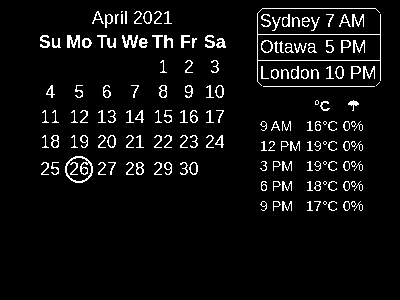 April 2021
Su Mo Tu We Th Fr Sa
1 2 3
4 5 6 7 8 9 10
11 12 13 14 15 16 17
18 19 20 21 22 23 24
25 26 27 28 29 30
Sydney 7 AM
Ottawa 5 PM
London 10 PM
°C ☂
9 AM 16°C 0%
12 PM 19°C 0%
3 PM 19°C 0%
6 PM 18°C 0%
9 PM 17°C 0%